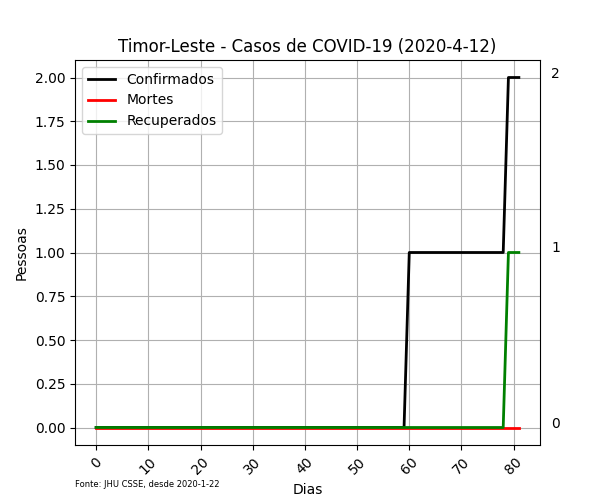 Timor-Leste - Casos de COVID-19 (2020-4-12)
Confirmados
Mortes
Recuperados
2.00
1.75
1.50
1.25
1.00
0.75
0.50
0.25
0.00
Pessoas
2
1
0
0 10 20 30 40 50 60 70 80
Dias
Fonte: JHU CSSE, desde 2020-1-22